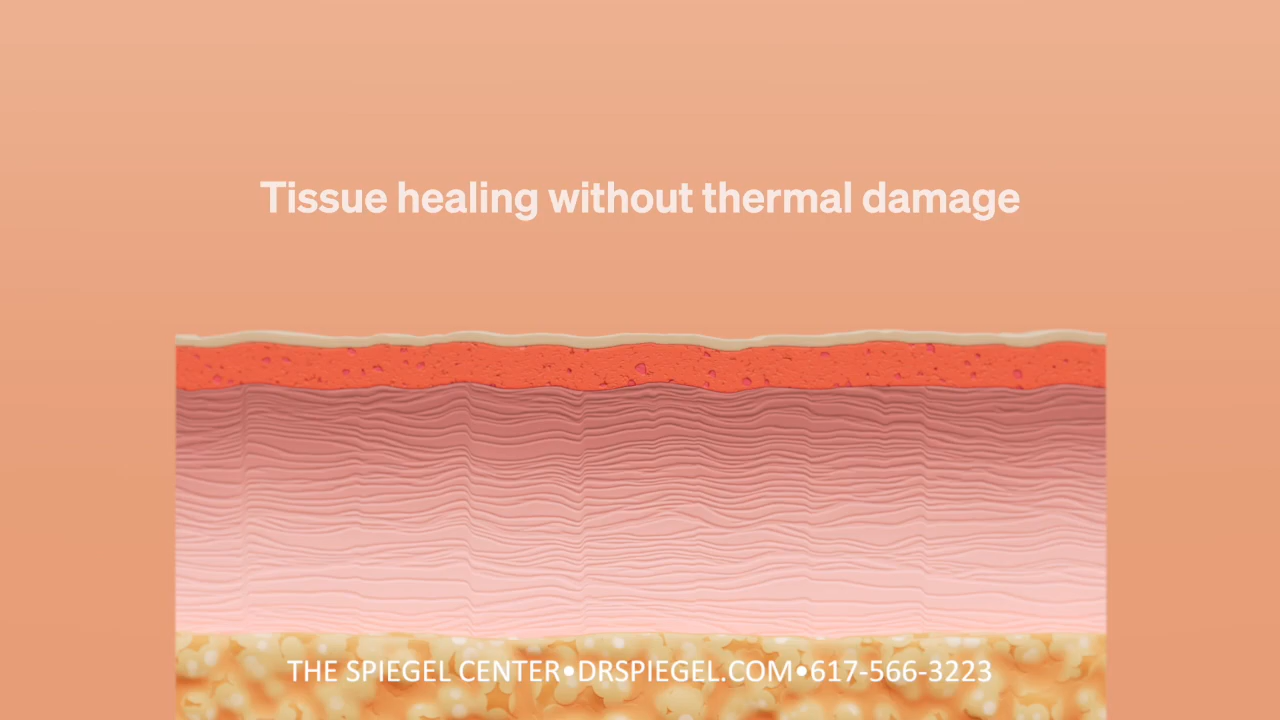 Tissue healing without thermal damage
THE SPIEGEL CENTER•DRSPIEGEL.COM•617-566-3223